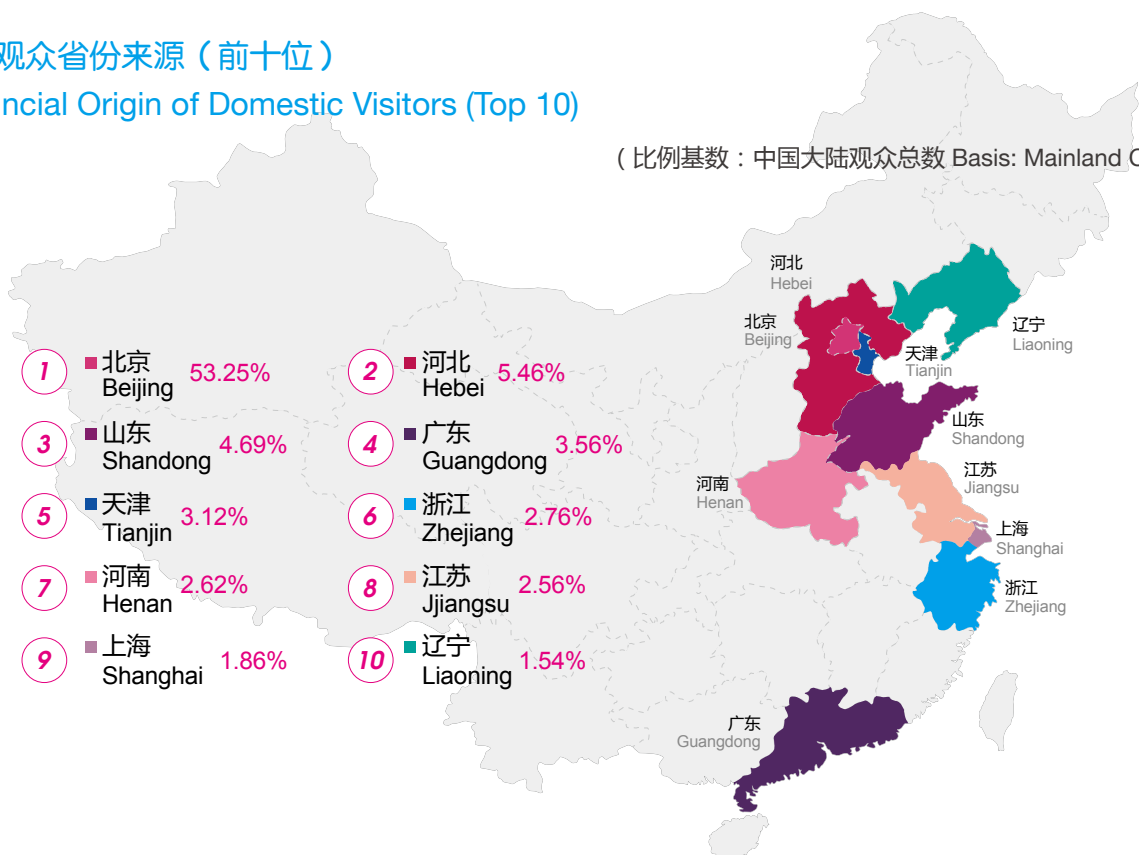 观众省份来源（前十位）
ncial Origin of Domestic Visitors (Top 10)
（比例基数：中国大陆观众总数 Basis: Mainland C
1 北京 Beijing 53.25%
2 河北 Hebei 5.46%
3 山东 Shandong 4.69%
4 广东 Guangdong 3.56%
5 天津 Tianjin 3.12%
6 浙江 Zhejiang 2.76%
7 河南 Henan 2.62%
8 江苏 Jjiangsu 2.56%
9 上海 Shanghai 1.86%
10 辽宁 Liaoning 1.54%
河北
Hebei
北京
Beijing
辽宁
Liaoning
天津
Tianjin
山东
Shandong
江苏
Jiangsu
河南
Henan
上海
Shanghai
浙江
Zhejiang
广东
Guangdong